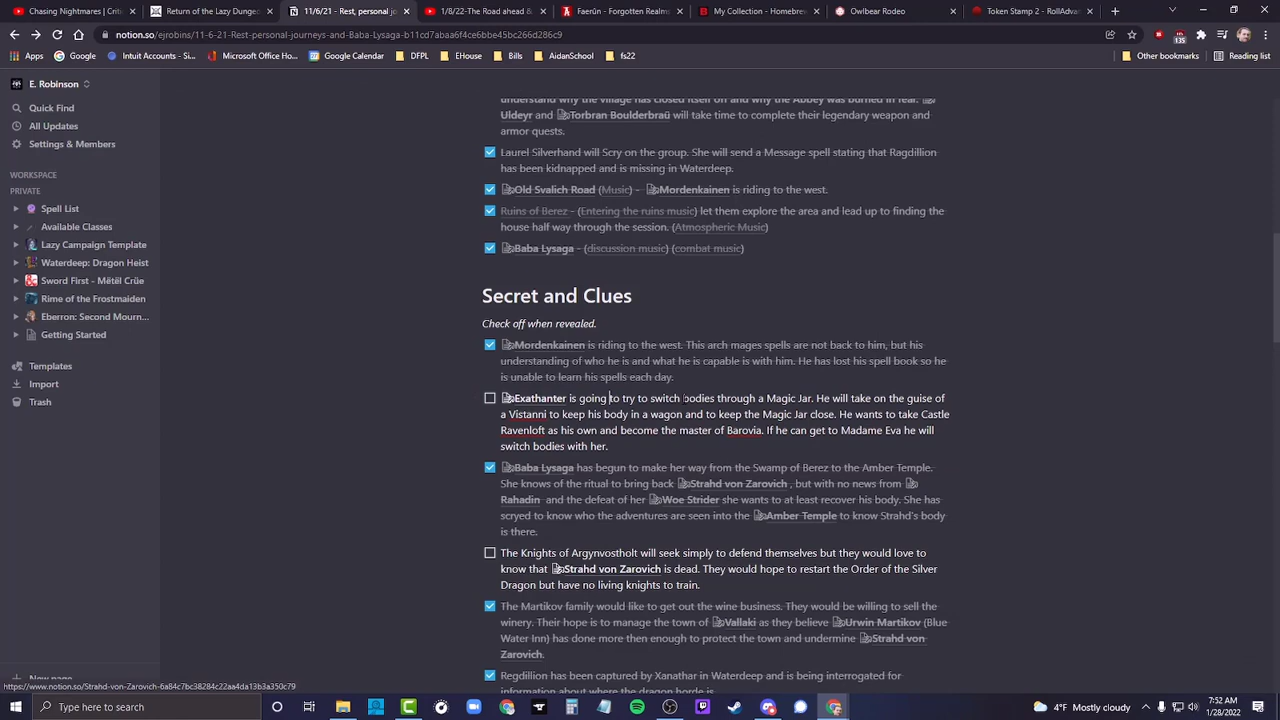 Chasing Nightmares | Critic
Return of the Lazy Dungeo
11/6/21 - Rest, personal jo
1/8/22-The Road ahead &
Faerûn - Forgotten Realm
My Collection - Homebrew
Owlbear Rodeo
Token Stamp 2 - RollAdvan
notion.so/ejrobins/11-6-21-Rest-personal-journeys-and-Baba-Lysaga-b11cd7abaa6f4ce6bbe45bc266d286c9
Apps Google Intuit Accounts - Si... Microsoft Office Ho... Google Calendar DFPL EHouse Bills AidanSchool fs22 Other bookmarks Reading list
E. Robinson
Quick Find
All Updates
Settings & Members
WORKSPACE
PRIVATE
Spell List
Available Classes
Lazy Campaign Template
Waterdeep: Dragon Heist
Sword First - Mëtël Crüe
Rime of the Frostmaiden
Eberron: Second Mourn...
Getting Started
Templates
Import
Trash
New page
understand why the village has closed itself off and why the Abbey was burned in fear.
Uldeyr and Torbran Boulderbraü will take time to complete their legendary weapon and
armor quests.
Laurel Silverhand will Scry on the group. She will send a Message spell stating that Ragdillion
has been kidnapped and is missing in Waterdeep.
Old Svalich Road (Music) - Mordenkainen is riding to the west.
Ruins of Berez - (Entering the ruins music) let them explore the area and lead up to finding the
house half way through the session. (Atmospheric Music)
Baba Lysaga - (discussion music) (combat music)
Secret and Clues
Check off when revealed.
Mordenkainen is riding to the west. This arch mages spells are not back to him, but his
understanding of who he is and what he is capable is with him. He has lost his spell book so he
is unable to learn his spells each day.
Exathanter is going to try to switch bodies through a Magic Jar. He will take on the guise of
a Vistanni to keep his body in a wagon and to keep the Magic Jar close. He wants to take Castle
Ravenloft as his own and become the master of Barovia. If he can get to Madame Eva he will
switch bodies with her.
Baba Lysaga has begun to make her way from the Swamp of Berez to the Amber Temple.
She knows of the ritual to bring back Strahd von Zarovich , but with no news from
Rahadin and the defeat of her Woe Strider she wants to at least recover his body. She has
scryed to know who the adventures are seen into the Amber Temple to know Strahd's body
is there.
The Knights of Argynvostholt will seek simply to defend themselves but they would love to
know that Strahd von Zarovich is dead. They would hope to restart the Order of the Silver
Dragon but have no living knights to train.
The Martikov family would like to get out the wine business. They would be willing to sell the
winery. Their hope is to manage the town of Vallaki as they believe Urwin Martikov (Blue
Water Inn) has done more then enough to protect the town and undermine Strahd von
Zarovich.
Regdillion has been captured by Xanathar in Waterdeep and is being interrogated for
information about where the dragon horde is.
https://www.notion.so/Strahd-von-Zarovich-6a84c7bc38284c22aa4da13b3a350c79
Type here to search
4°F Mostly cloudy
7:52 AM
1/28/2022